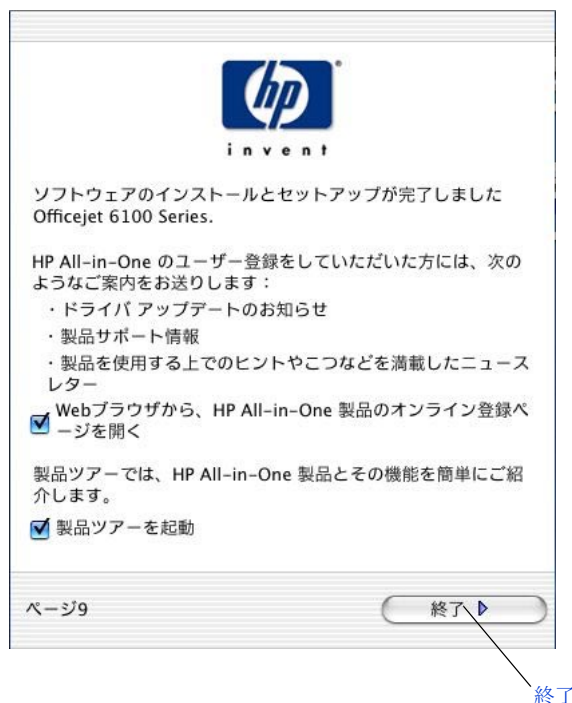 hp
invent
ソフトウェアのインストールとセットアップが完了しました
Officejet 6100 Series.
HP All-in-One のユーザー登録をしていただいた方には、次の
ようなご案内をお送りします：
・ドライバ アップデートのお知らせ
・製品サポート情報
・製品を使用する上でのヒントやこつなどを満載したニュース
レター
Webブラウザから、HP All-in-One 製品のオンライン登録ペ
ージを開く
製品ツアーでは、HP All-in-One 製品とその機能を簡単にご紹
介します。
製品ツアーを起動
ページ9
終了
終了